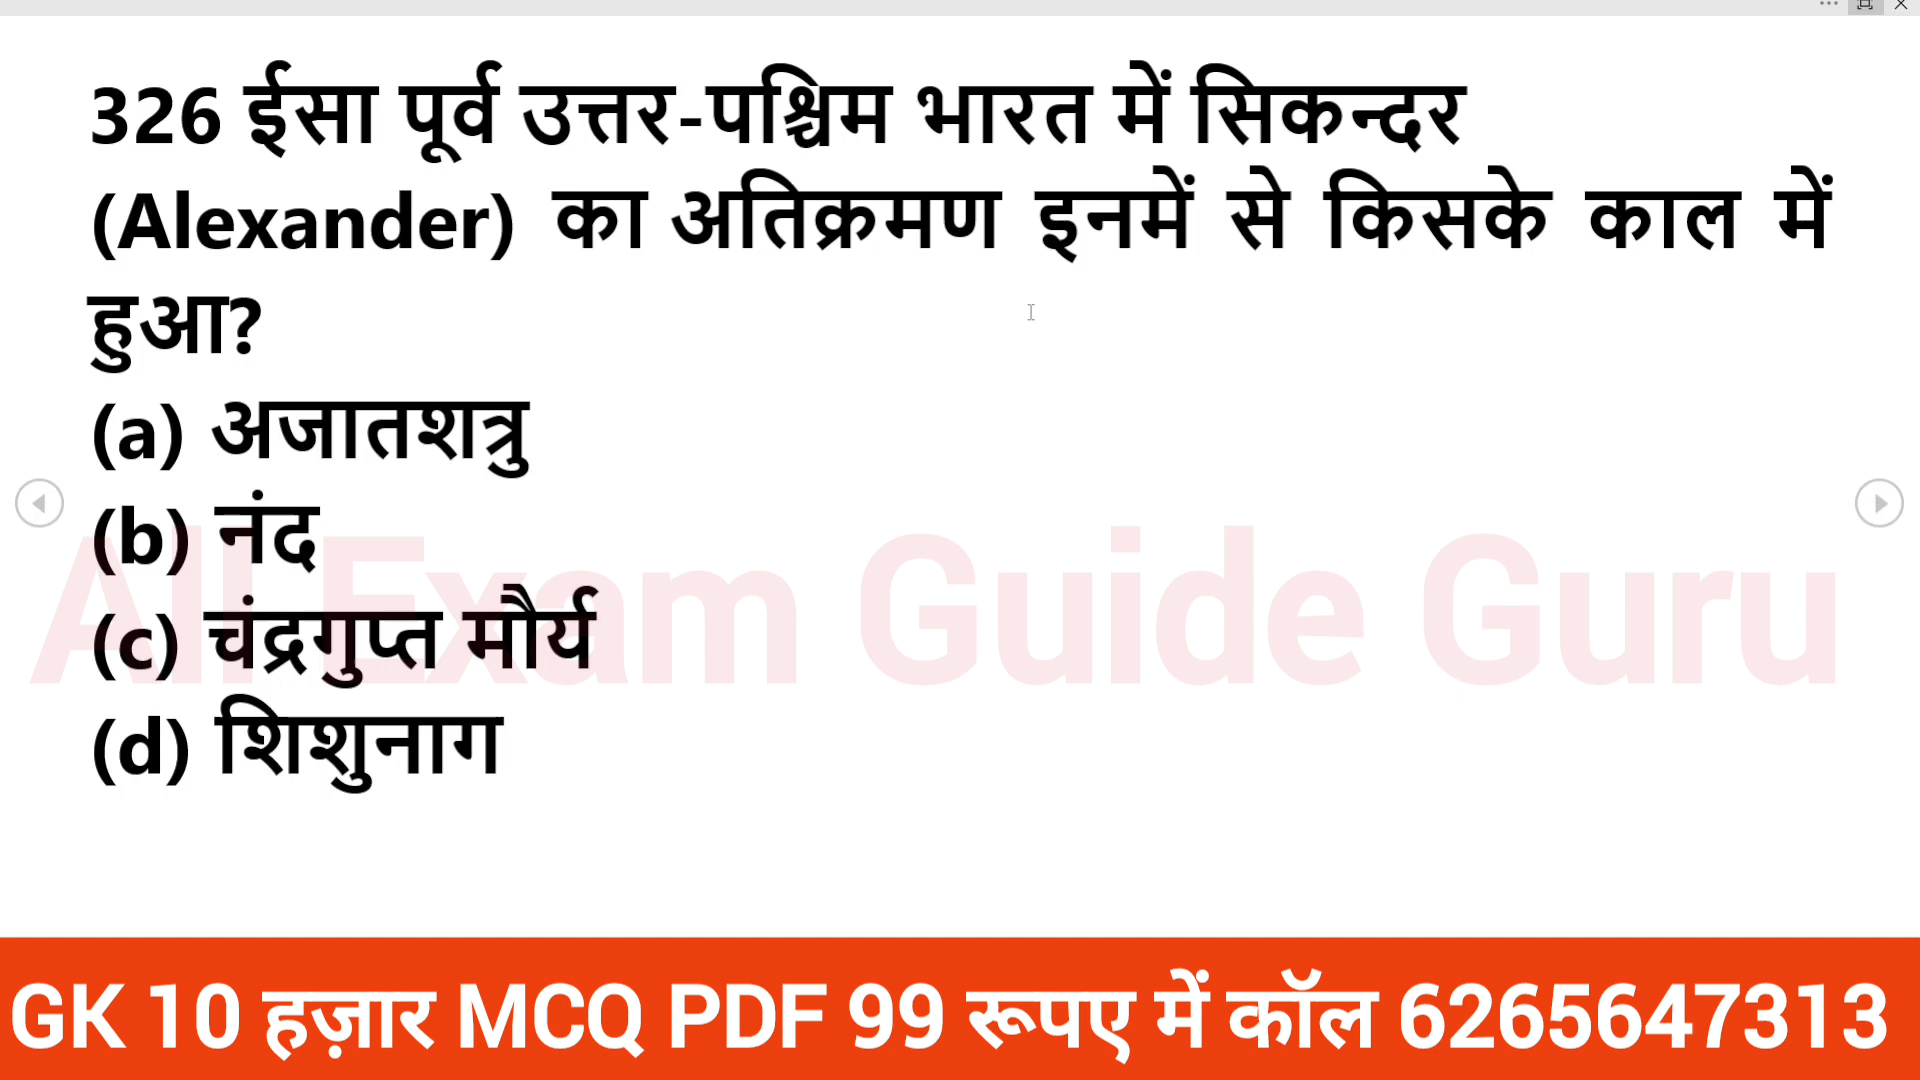 326 ईसा पूर्व उत्तर-पश्चिम भारत में सिकन्दर
(Alexander) का अतिक्रमण इनमें से किसके काल में
हुआ?
(a) अजातशत्रु
(b) नंद
(c) चंद्रगुप्त मौर्य
(d) शिशुनाग
All Exam Guide Guru
GK 10 हज़ार MCQ PDF 99 रूपए में कॉल 6265647313